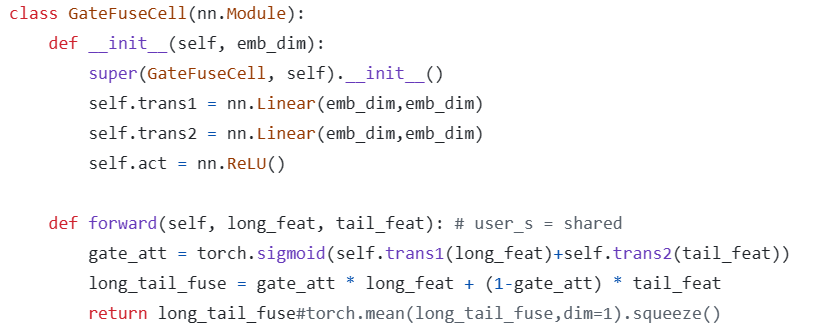 class GateFuseCell(nn.Module):
    def __init__(self, emb_dim):
        super(GateFuseCell, self).__init__()
        self.trans1 = nn.Linear(emb_dim,emb_dim)
        self.trans2 = nn.Linear(emb_dim,emb_dim)
        self.act = nn.ReLU()

    def forward(self, long_feat, tail_feat): # user_s = shared
        gate_att = torch.sigmoid(self.trans1(long_feat)+self.trans2(tail_feat))
        long_tail_fuse = gate_att * long_feat + (1-gate_att) * tail_feat
        return long_tail_fuse#torch.mean(long_tail_fuse,dim=1).squeeze()